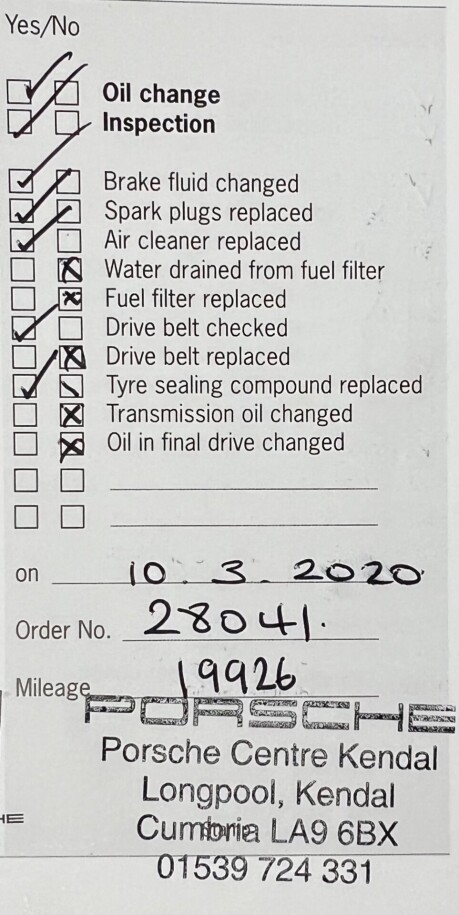 Yes/No
Oil change
Inspection
Brake fluid changed
Spark plugs replaced
Air cleaner replaced
Water drained from fuel filter
Fuel filter replaced
Drive belt checked
Drive belt replaced
Tyre sealing compound replaced
Transmission oil changed
Oil in final drive changed
on 10.3.2020
Order No. 28041.
Mileage 19926
PORSCHE
Porsche Centre Kendal
Longpool, Kendal
Cumbria LA9 6BX
01539 724 331